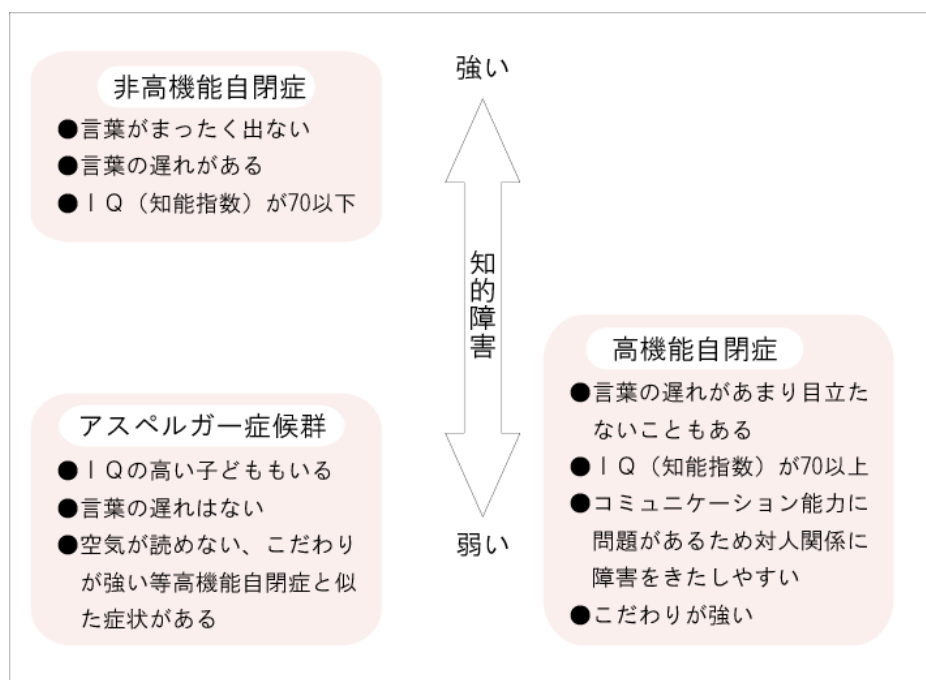 非高機能自閉症
●言葉がまったく出ない
●言葉の遅れがある
●ＩＱ（知能指数）が70以下
強い
知的障害
弱い
アスペルガー症候群
●ＩＱの高い子どももいる
●言葉の遅れはない
●空気が読めない、こだわり
が強い等高機能自閉症と似
た症状がある
高機能自閉症
●言葉の遅れがあまり目立た
ないこともある
●ＩＱ（知能指数）が70以上
●コミュニケーション能力に
問題があるため対人関係に
障害をきたしやすい
●こだわりが強い